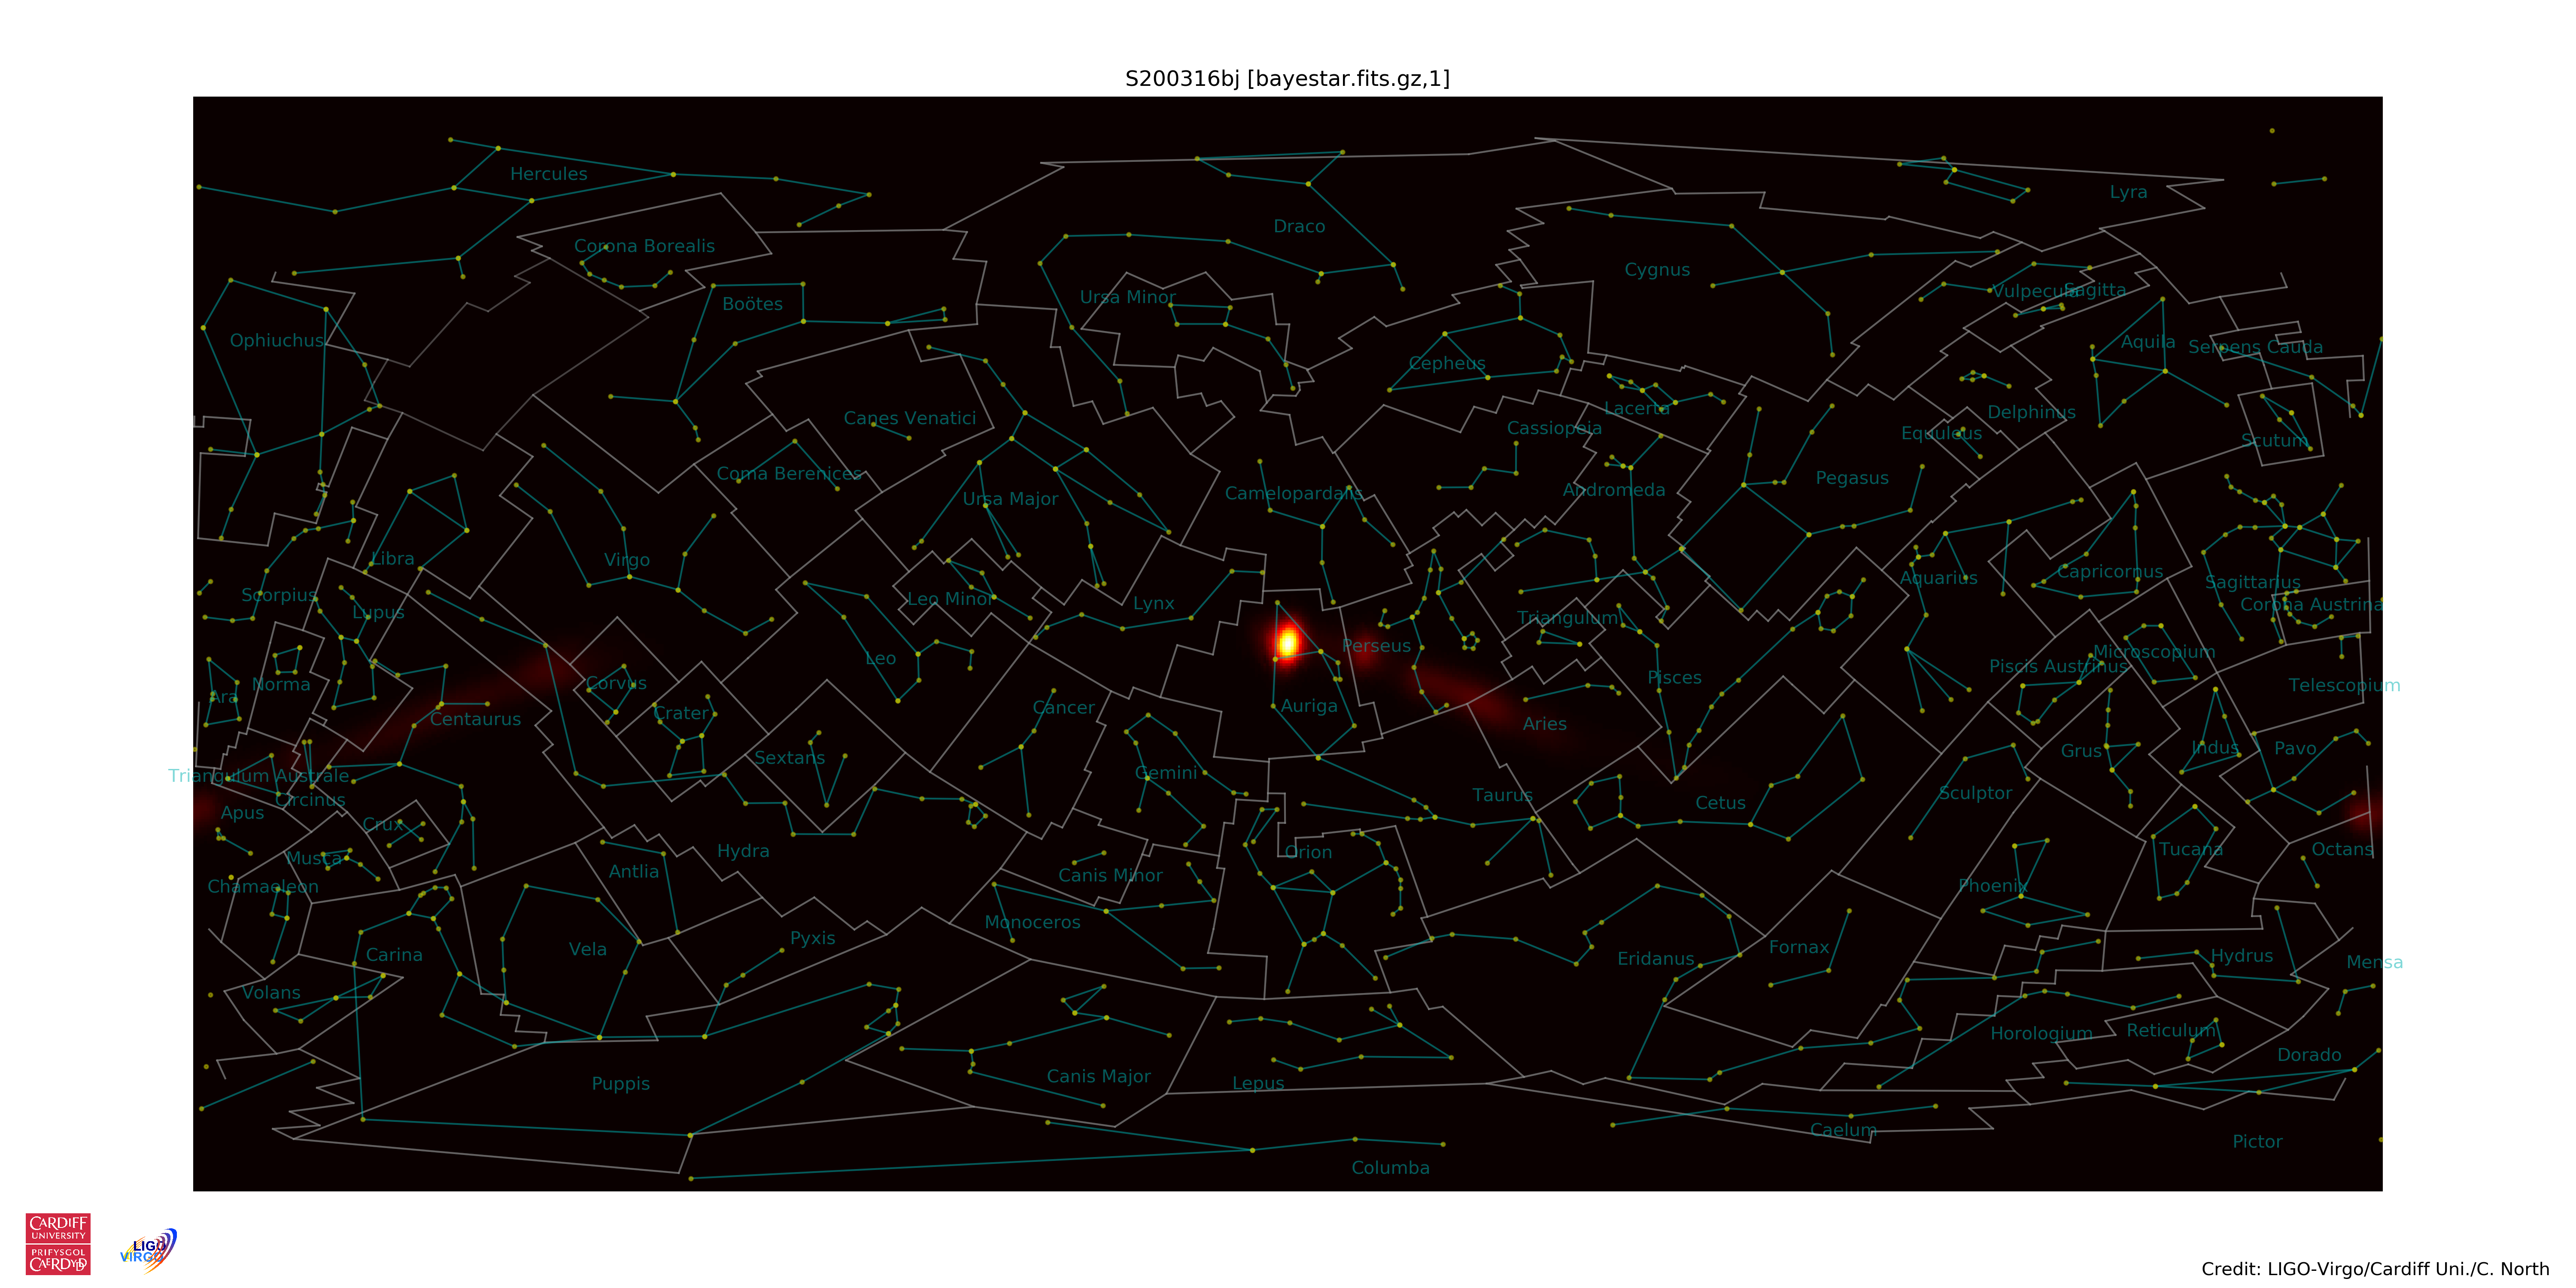 S200316bj [bayestar.fits.gz,1]
Hercules
Lyra
Draco
Corona Borealis
Cygnus
Vulpecula
Sagitta
Ursa Minor
Boötes
Ophiuchus
Aquila
Serpens Cauda
Cepheus
Lacerta
Delphinus
Canes Venatici
Cassiopeia
Equuleus
Scutum
Coma Berenices
Pegasus
Andromeda
Camelopardalis
Ursa Major
Libra
Virgo
Capricornus
Aquarius
Sagittarius
Scorpius
Leo Minor
Lynx
Corona Austrina
Lupus
Triangulum
Perseus
Microscopium
Leo
Piscis Austrinus
Pisces
Norma
Corvus
Telescopium
Ara
Cancer
Auriga
Crater
Centaurus
Aries
Indus
Pavo
Grus
Sextans
Triangulum Australe
Gemini
Circinus
Taurus
Cetus
Sculptor
Apus
Crux
Hydra
Orion
Tucana
Octans
Musca
Antlia
Canis Minor
Chamaeleon
Phoenix
Monoceros
Pyxis
Vela
Fornax
Carina
Eridanus
Hydrus
Mensa
Volans
Horologium
Reticulum
Dorado
Puppis
Canis Major
Lepus
Caelum
Pictor
Columba
CARDIFF
UNIVERSITY
PRIFYSGOL
CAERDYDD
LIGO
VIRGO
Credit: LIGO-Virgo/Cardiff Uni./C. North